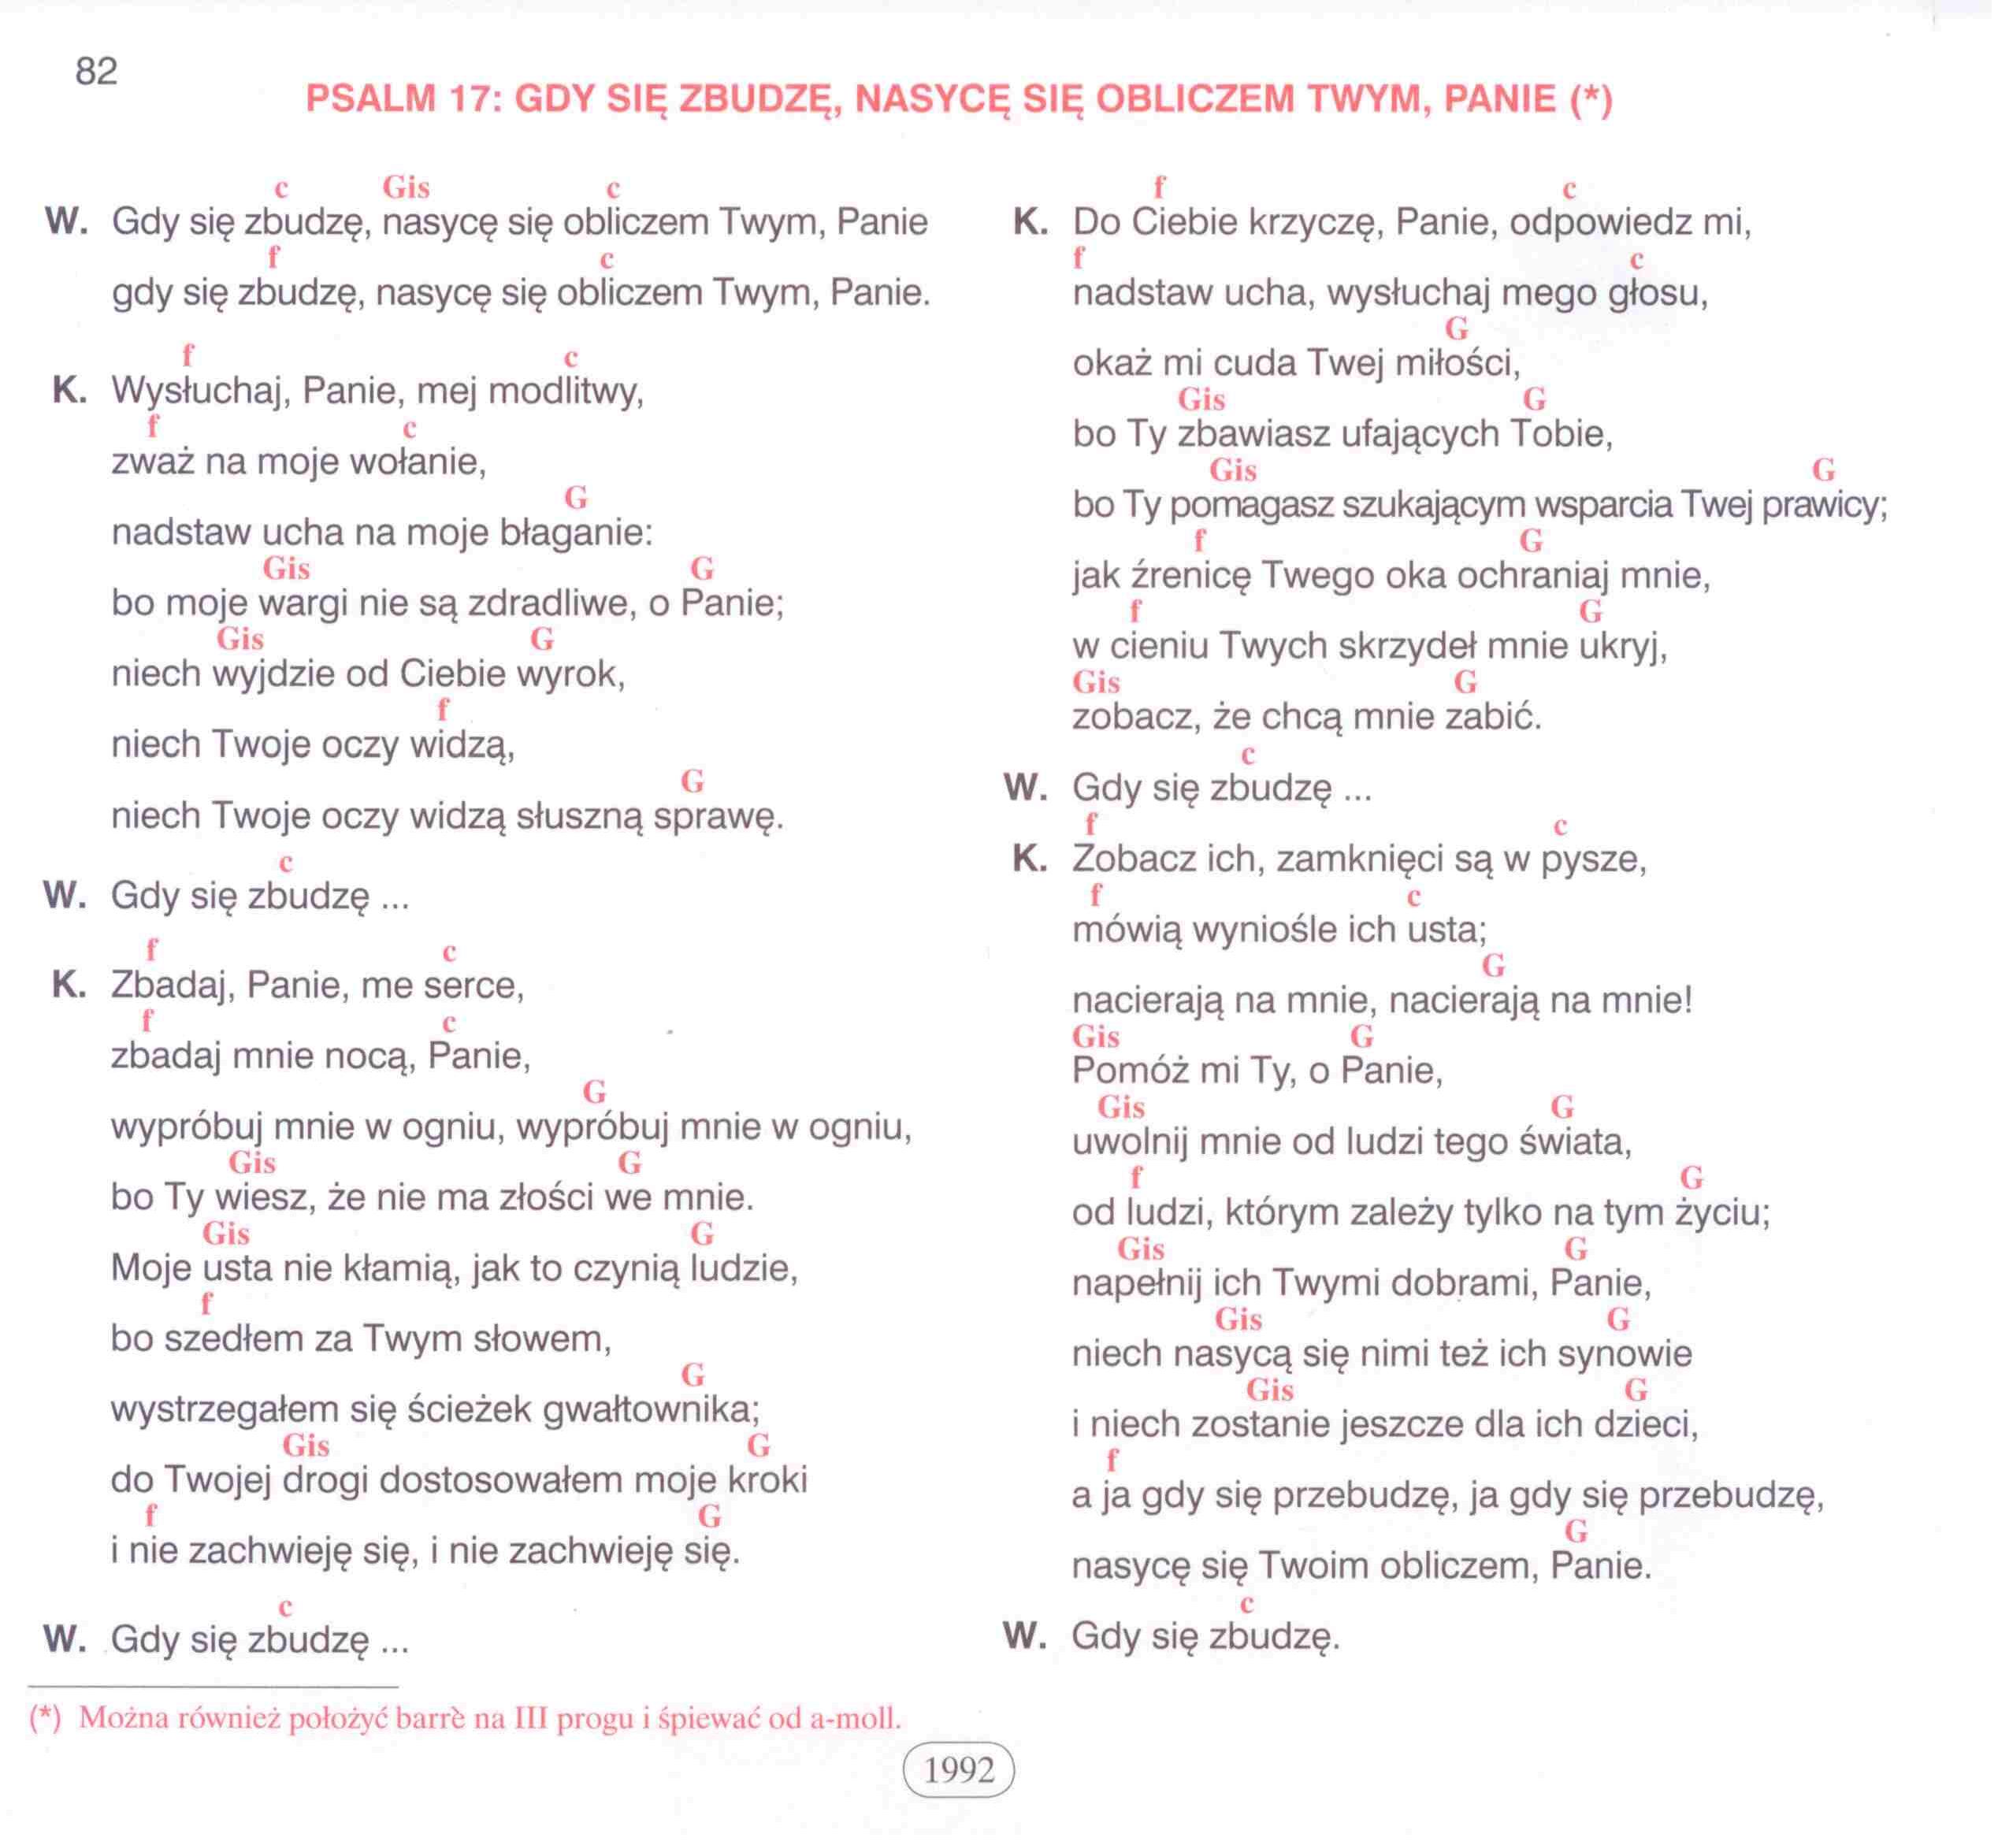 82
PSALM 17: GDY SIĘ ZBUDZĘ, NASYCĘ SIĘ OBLICZEM TWYM, PANIE (*)
c Gis c
W. Gdy się zbudzę, nasycę się obliczem Twym, Panie
f c
gdy się zbudzę, nasycę się obliczem Twym, Panie.
f c
K. Wysłuchaj, Panie, mej modlitwy,
f c
zważ na moje wołanie,
G
nadstaw ucha na moje błaganie:
Gis G
bo moje wargi nie są zdradliwe, o Panie;
Gis G
niech wyjdzie od Ciebie wyrok,
f
niech Twoje oczy widzą,
G
niech Twoje oczy widzą słuszną sprawę.
c
W. Gdy się zbudzę ...
f c
K. Zbadaj, Panie, me serce,
f c
zbadaj mnie nocą, Panie,
G
wypróbuj mnie w ogniu, wypróbuj mnie w ogniu,
Gis G
bo Ty wiesz, że nie ma złości we mnie.
Gis G
Moje usta nie kłamią, jak to czynią ludzie,
f
bo szedłem za Twym słowem,
G
wystrzegałem się ścieżek gwałtownika;
Gis G
do Twojej drogi dostosowałem moje kroki
f G
i nie zachwieję się, i nie zachwieję się.
c
W. Gdy się zbudzę ...
f c
K. Do Ciebie krzyczę, Panie, odpowiedz mi,
f c
nadstaw ucha, wysłuchaj mego głosu,
G
okaż mi cuda Twej miłości,
Gis G
bo Ty zbawiasz ufających Tobie,
Gis G
bo Ty pomagasz szukającym wsparcia Twej prawicy;
f G
jak źrenicę Twego oka ochraniaj mnie,
f G
w cieniu Twych skrzydeł mnie ukryj,
Gis G
zobacz, że chcą mnie zabić.
c
W. Gdy się zbudzę ...
f c
K. Zobacz ich, zamknięci są w pysze,
f c
mówią wyniośle ich usta;
G
nacierają na mnie, nacierają na mnie!
Gis G
Pomóż mi Ty, o Panie,
Gis G
uwolnij mnie od ludzi tego świata,
f G
od ludzi, którym zależy tylko na tym życiu;
Gis G
napełnij ich Twymi dobrami, Panie,
Gis G
niech nasycą się nimi też ich synowie
Gis G
i niech zostanie jeszcze dla ich dzieci,
f
a ja gdy się przebudzę, ja gdy się przebudzę,
G
nasycę się Twoim obliczem, Panie.
c
W. Gdy się zbudzę.
(*) Można również położyć barrè na III progu i śpiewać od a-moll.
1992